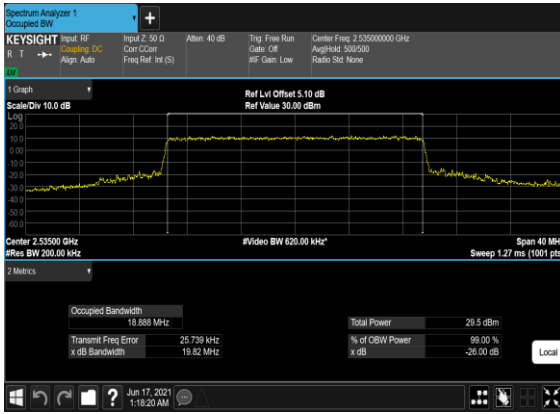 Spectrum Analyzer 1
Occupied BW
+
KEYSIGHT Input: RF Input Z: 50 Ω Atten: 40 dB Trig: Free Run Center Freq: 2.535000000 GHz
R T Coupling: DC Corr CCorr Gate: Off Avg|Hold: 500/500
Align: Auto Freq Ref: Int (S) #IF Gain: Low Radio Std: None
LV
1 Graph
Ref Lvl Offset 5.10 dB
Scale/Div 10.0 dB Ref Value 30.00 dBm
Log
20.0
10.0
0.00
-10.0
-20.0
-30.0
-40.0
-50.0
-60.0
Center 2.53500 GHz #Video BW 620.00 kHz* Span 40 MH
#Res BW 200.00 kHz Sweep 1.27 ms (1001 pts
2 Metrics
Occupied Bandwidth
18.888 MHz Total Power 29.5 dBm
Transmit Freq Error 25.739 kHz % of OBW Power 99.00 %
x dB Bandwidth 19.82 MHz x dB -26.00 dB
Local
?
Jun 17, 2021
1:18:20 AM